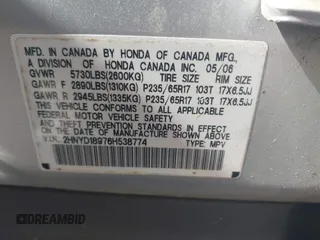 MFD. IN CANADA BY HONDA OF CANADA MFG.,
A DIVISION OF HONDA CANADA INC. 05/06
GVWR 5730LBS(2600KG) TIRE SIZE RIM SIZE
GAWR F 2890LBS(1310KG) P235/65R17 103T 17X6.5JJ
GAWR R 2945LBS(1335KG) P235/65R17 103T 17X6.5JJ
THIS VEHICLE CONFORMS TO ALL APPLICABLE
FEDERAL MOTOR VEHICLE SAFETY STANDARDS IN
EFFECT ON THE DATE OF MANUFACTURE SHOWN ABOVE.
V.I.N.: 2HNYD18976H538774 TYPE: MPV
DREAMBID